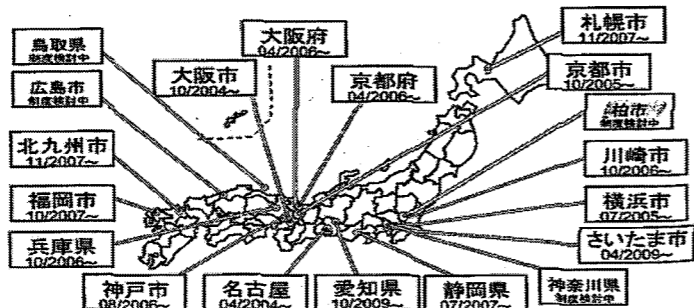 鳥取県
制度検討中
大阪府
04/2006～
札幌市
11/2007～
広島市
制度検討中
大阪市
10/2004～
京都府
04/2006～
京都市
10/2005～
柏市
制度検討中
北九州市
11/2007～
川崎市
10/2006～
福岡市
10/2007～
横浜市
07/2005～
兵庫県
10/2006～
さいたま市
04/2009～
神戸市
08/2006～
名古屋
04/2004～
愛知県
10/2009～
静岡県
07/2007～
神奈川県
制度検討中